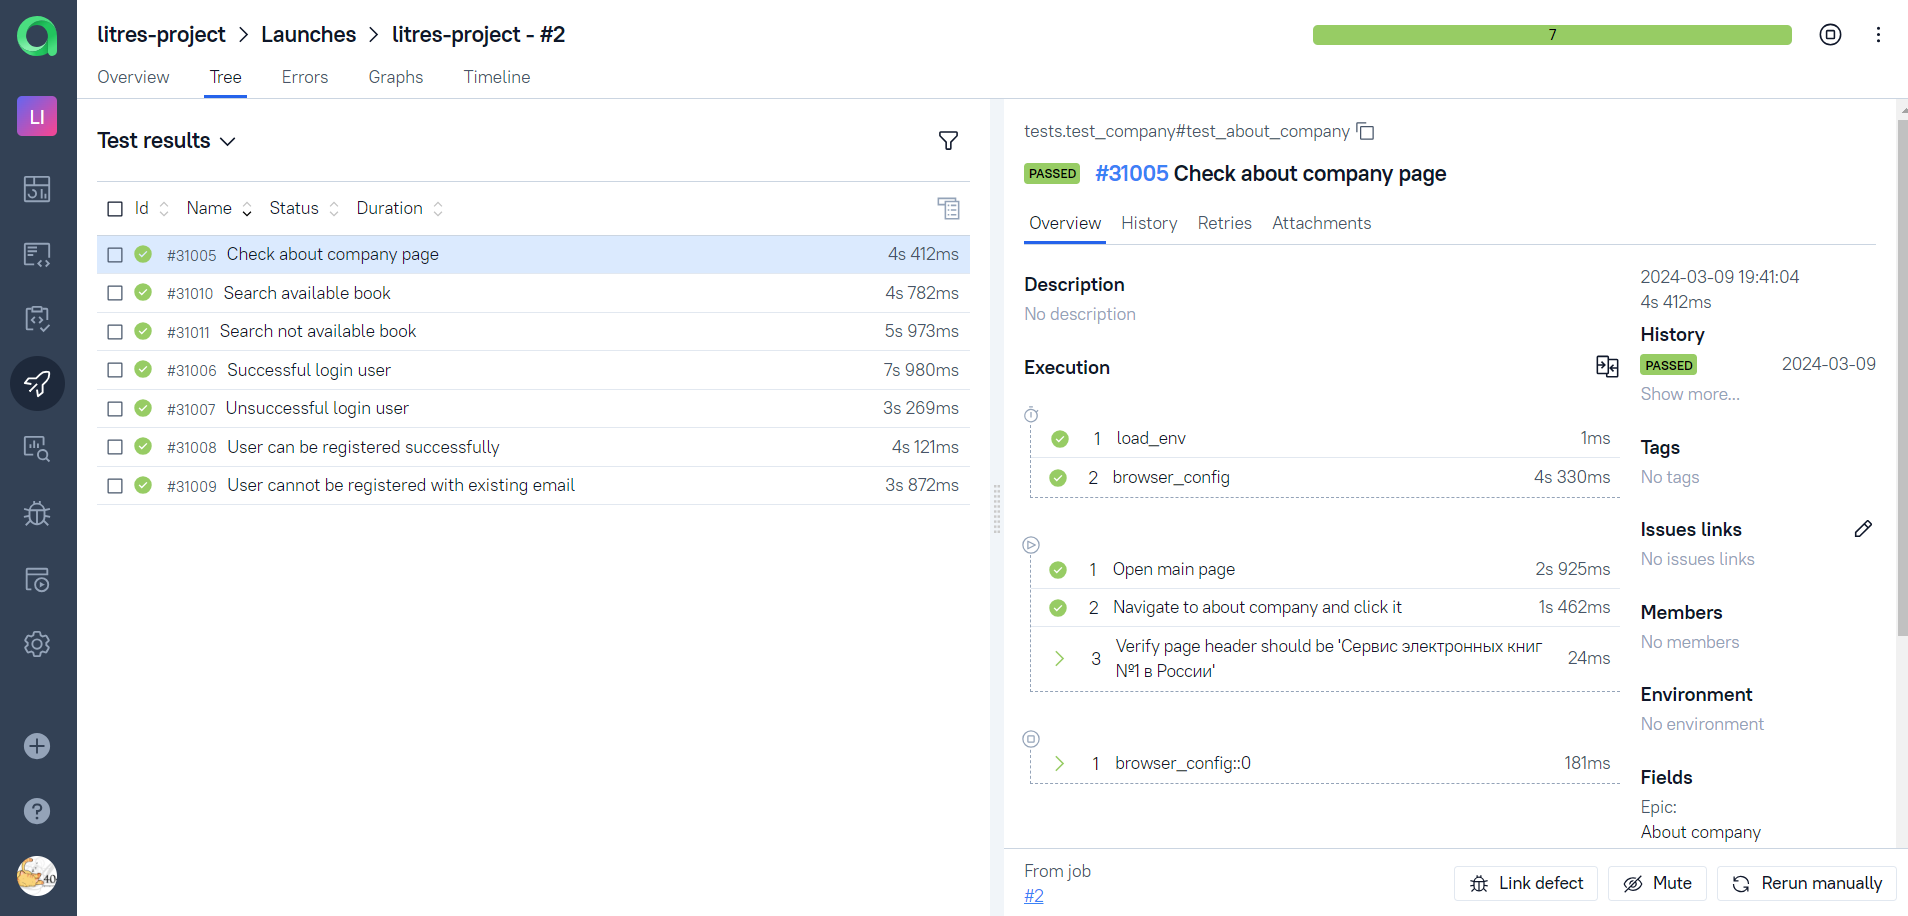 litres-project > Launches > litres-project - #2
7
Overview Tree Errors Graphs Timeline
LI
Test results
Id Name Status Duration
#31005 Check about company page 4s 412ms
#31010 Search available book 4s 782ms
#31011 Search not available book 5s 973ms
#31006 Successful login user 7s 980ms
#31007 Unsuccessful login user 3s 269ms
#31008 User can be registered successfully 4s 121ms
#31009 User cannot be registered with existing email 3s 872ms
40
tests.test_company#test_about_company
PASSED #31005 Check about company page
Overview History Retries Attachments
Description
No description
Execution
1 load_env 1ms
2 browser_config 4s 330ms
1 Open main page 2s 925ms
2 Navigate to about company and click it 1s 462ms
3 Verify page header should be 'Сервис электронных книг
№1 в России' 24ms
1 browser_config::0 181ms
2024-03-09 19:41:04
4s 412ms
History
PASSED 2024-03-09
Show more...
Tags
No tags
Issues links
No issues links
Members
No members
Environment
No environment
Fields
Epic:
About company
From job
#2
Link defect Mute Rerun manually